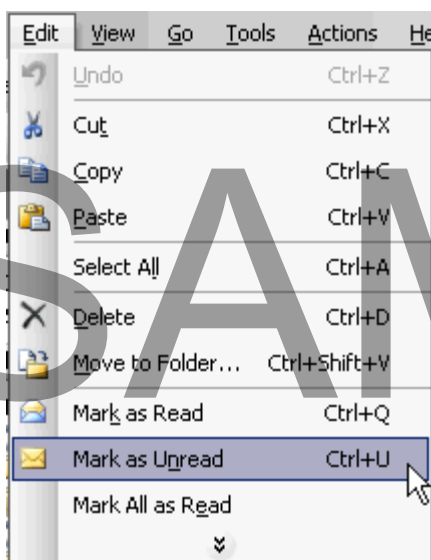 Edit View Go Tools Actions He
Undo Ctrl+Z
Cut Ctrl+X
Copy Ctrl+C
Paste Ctrl+V
Select All Ctrl+A
Delete Ctrl+D
Move to Folder... Ctrl+Shift+V
Mark as Read Ctrl+Q
Mark as Unread Ctrl+U
Mark All as Read
SAM